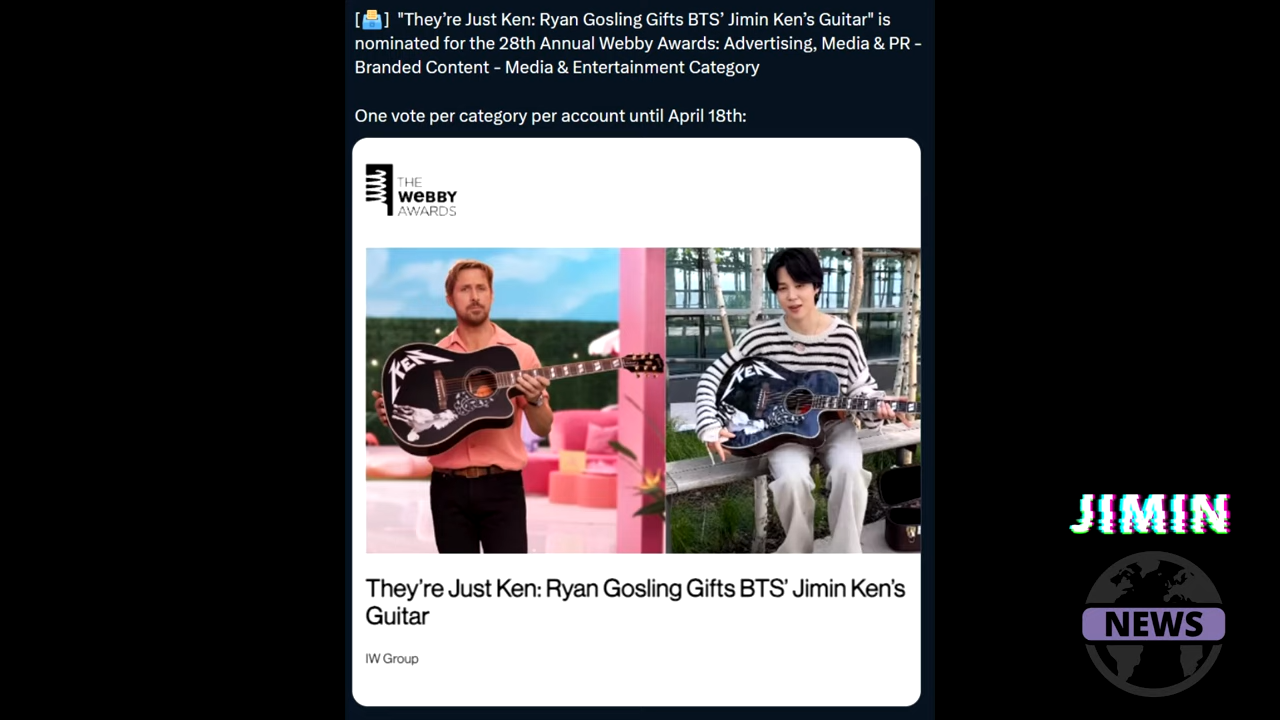 [🗳️] "They’re Just Ken: Ryan Gosling Gifts BTS’ Jimin Ken’s Guitar" is
nominated for the 28th Annual Webby Awards: Advertising, Media & PR -
Branded Content - Media & Entertainment Category
One vote per category per account until April 18th:
THE
WEBBY
AWARDS
KEN
KEN
They’re Just Ken: Ryan Gosling Gifts BTS’ Jimin Ken’s
Guitar
IW Group
JIMIN
NEWS